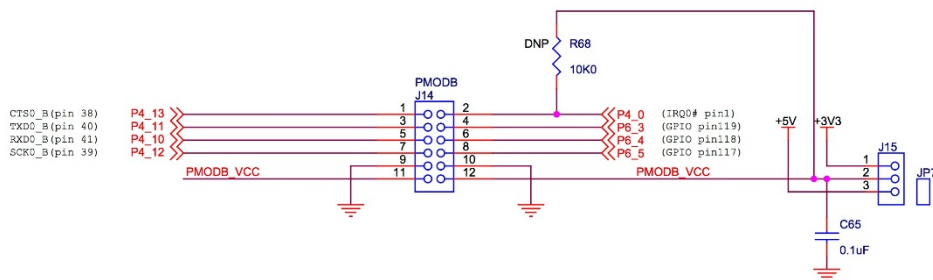 DNP R68
10K0
PMODB
J14
CTS0_B(pin 38) P4_13 1 2 P4_0 (IRQ0# pin1)
TXD0_B(pin 40) P4_11 3 4 P6_3 (GPIO pin119)
RXD0_B(pin 41) P4_10 5 6 P6_4 (GPIO pin118)
SCK0_B(pin 39) P4_12 7 8 P6_5 (GPIO pin117)
9 10
PMODB_VCC 11 12 PMODB_VCC
+5V +3V3
J15
1
2
3
JP7
C65
0.1uF